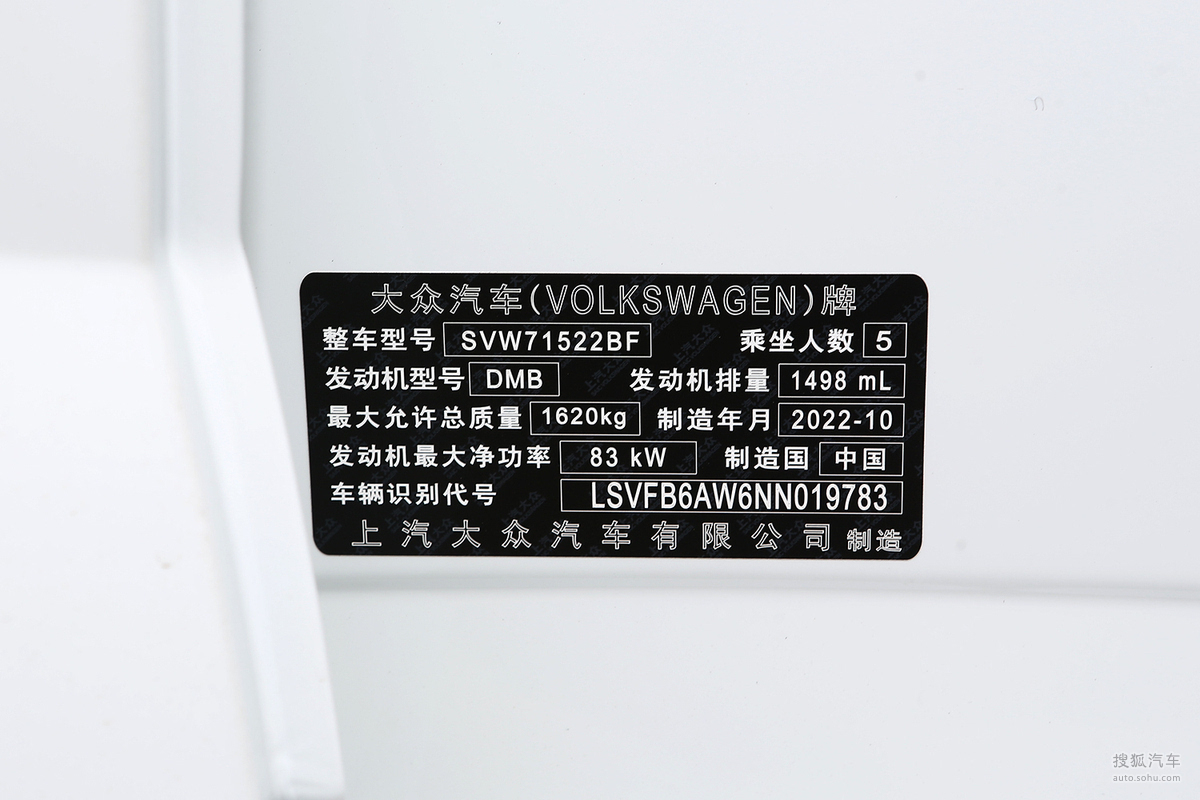 大众汽车(VOLKSWAGEN)牌
整车型号 SVW71522BF 乘坐人数 5
发动机型号 DMB 发动机排量 1498 mL
最大允许总质量 1620kg 制造年月 2022-10
发动机最大净功率 83 kW 制造国 中国
车辆识别代号 LSVFB6AW6NN019783
上汽大众汽车有限公司 制造
搜狐汽车
auto.sohu.com